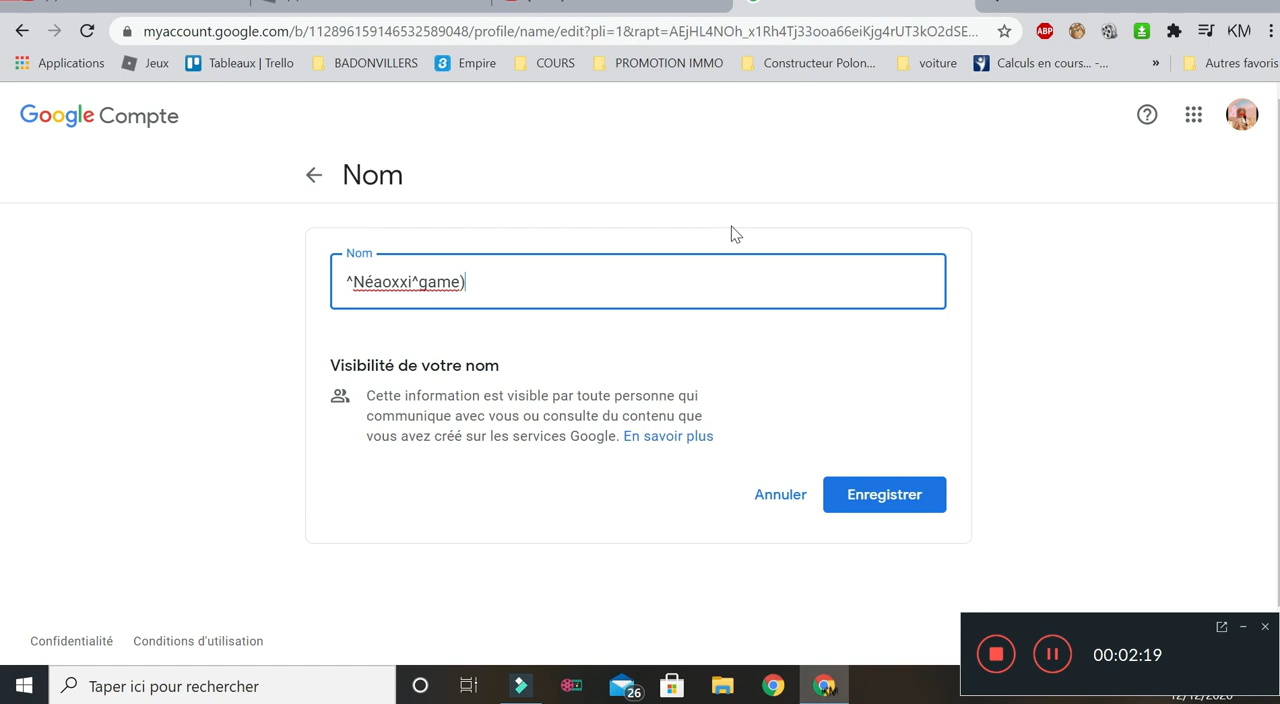 myaccount.google.com/b/112896159146532589048/profile/name/edit?pli=1&rapt=AEjHL4NOh_x1Rh4Tj33ooa66eiKjg4rUT3kO2dSE...
ABP
KM
Applications
Jeux
Tableaux | Trello
BADONVILLERS
Empire
COURS
PROMOTION IMMO
Constructeur Polon...
voiture
Calculs en cours... -...
»
Autres favoris
Google Compte
Nom
Nom
^Néaoxxi^game)
Visibilité de votre nom
Cette information est visible par toute personne qui
communique avec vous ou consulte du contenu que
vous avez créé sur les services Google. En savoir plus
Annuler
Enregistrer
Confidentialité
Conditions d'utilisation
00:02:19
Taper ici pour rechercher
26
12/12/2020